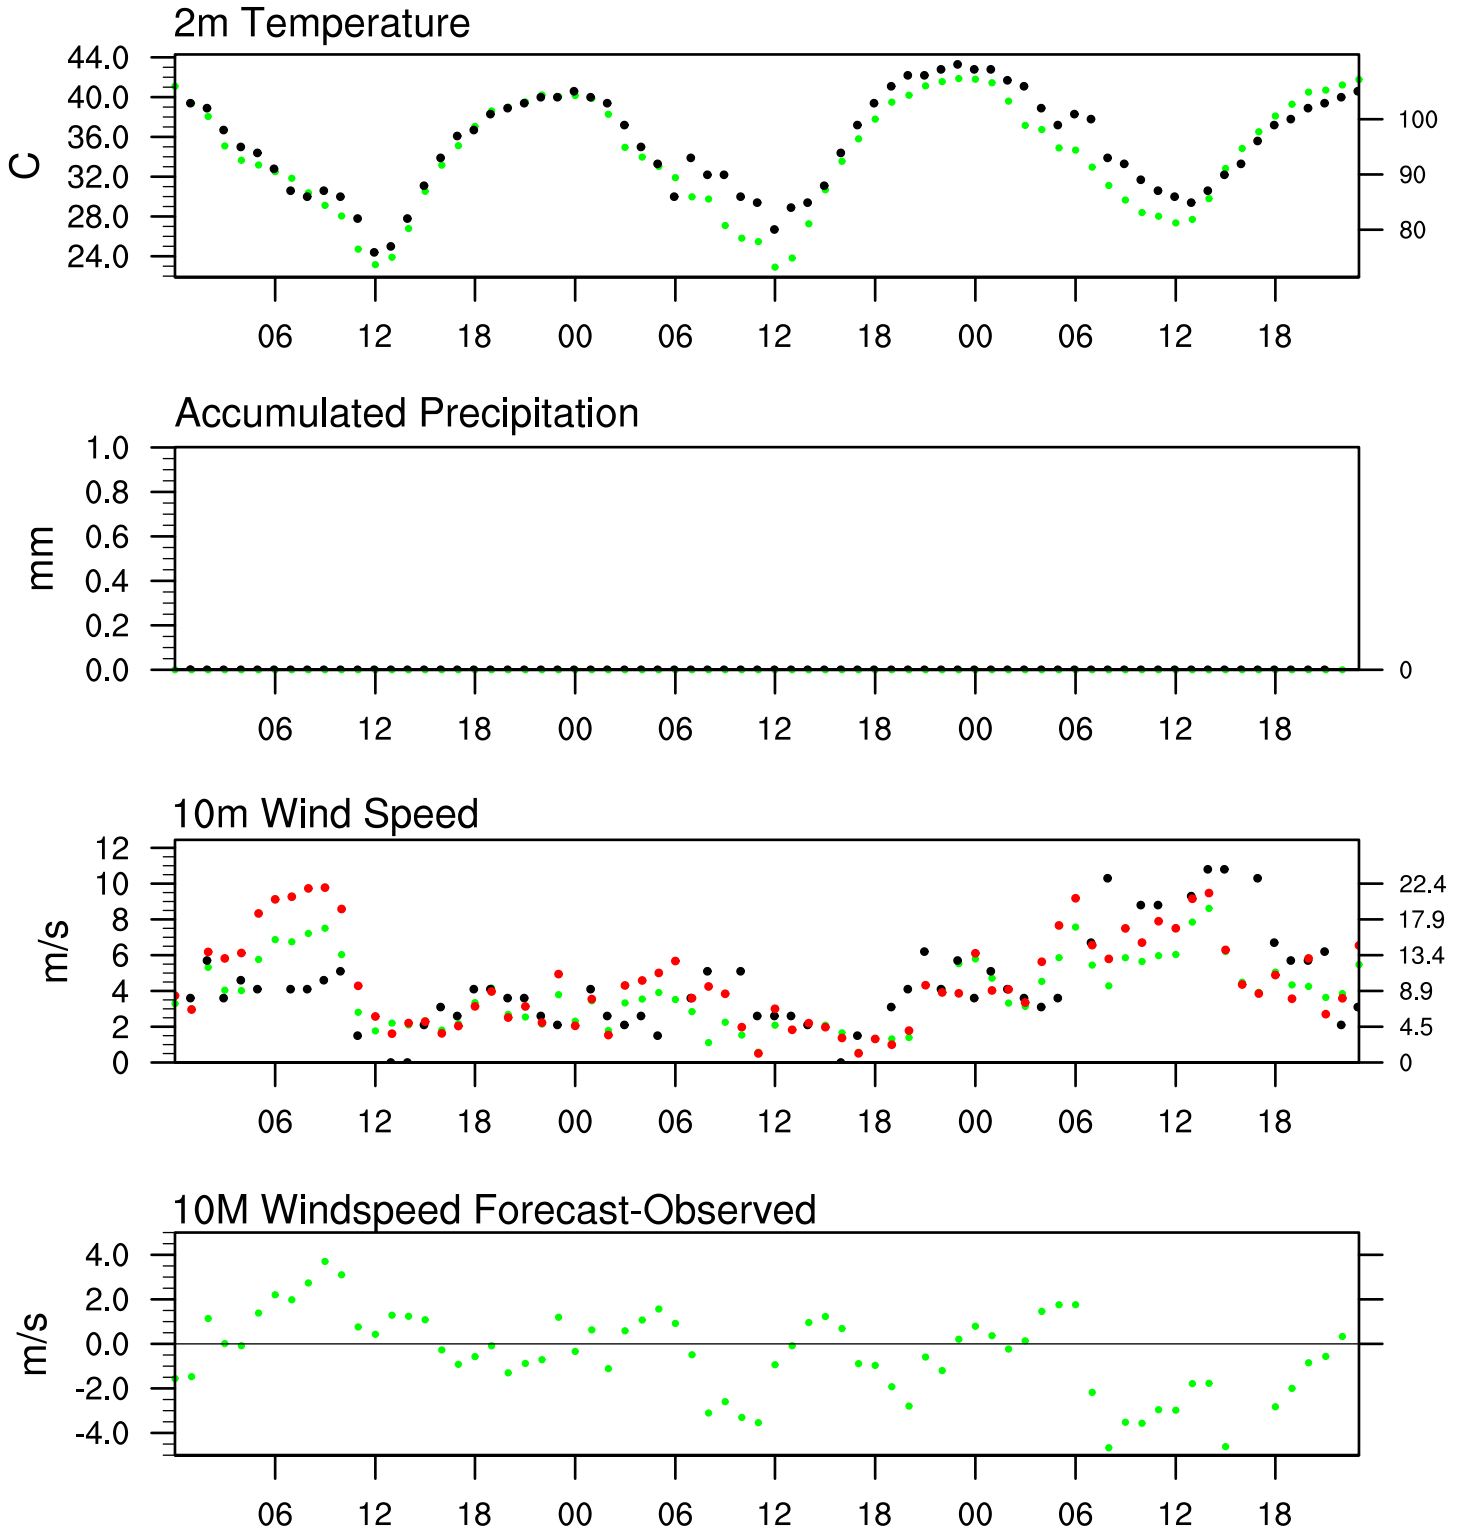 2m Temperature
44.0
40.0
36.0
32.0
28.0
24.0
C
100
90
80
06 12 18 00 06 12 18 00 06 12 18
Accumulated Precipitation
1.0
0.8
0.6
0.4
0.2
0.0
mm
0
06 12 18 00 06 12 18 00 06 12 18
10m Wind Speed
12
10
8
6
4
2
0
m/s
22.4
17.9
13.4
8.9
4.5
0
06 12 18 00 06 12 18 00 06 12 18
10M Windspeed Forecast-Observed
4.0
2.0
0.0
-2.0
-4.0
m/s
06 12 18 00 06 12 18 00 06 12 18